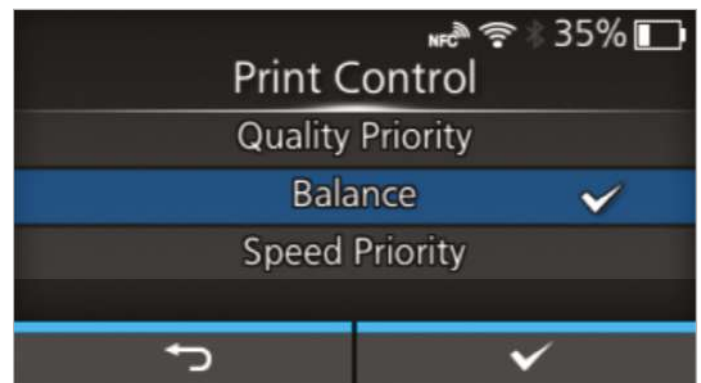 NFC 35%
Print Control
Quality Priority
Balance
Speed Priority